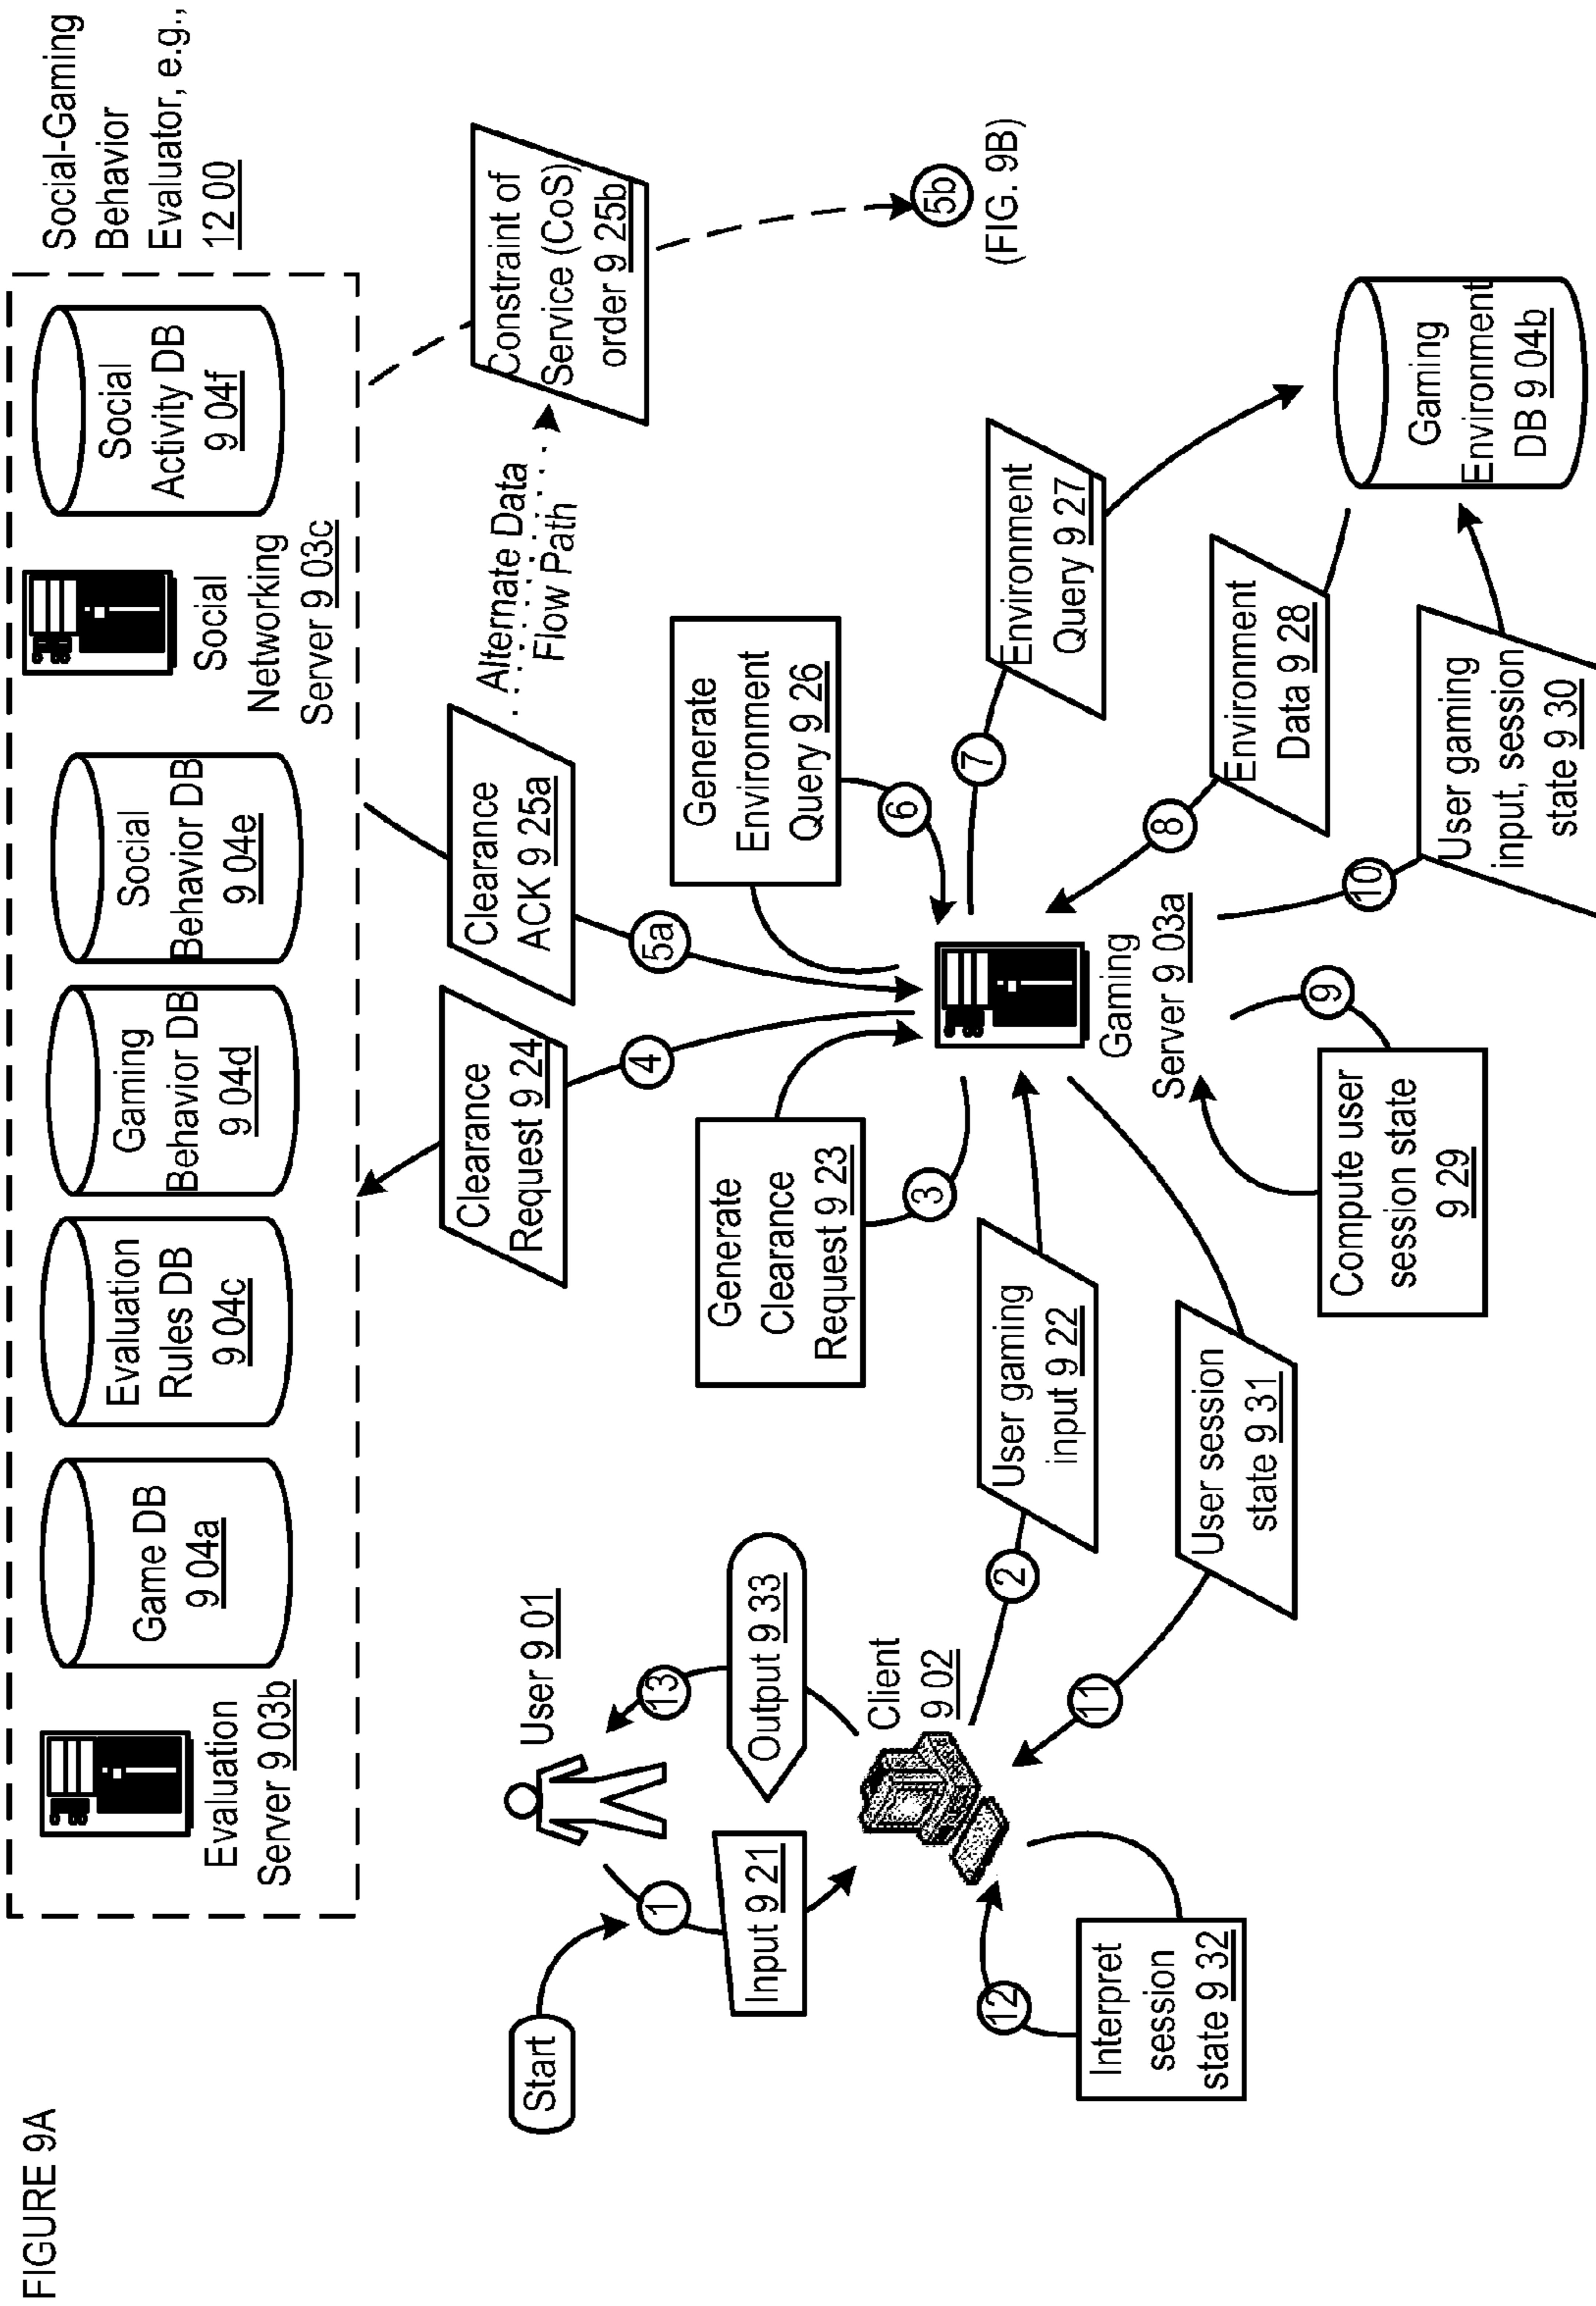 FIGURE 9A
Social-Gaming
Behavior
Evaluator, e.g.,
12 00
Evaluation
Server 9 03b
Game DB
9 04a
Evaluation
Rules DB
9 04c
Gaming
Behavior DB
9 04d
Social
Behavior DB
9 04e
Social
Networking
Server 9 03c
Social
Activity DB
9 04f
Start
1
User 9 01
Input 9 21
13
Output 9 33
Client
9 02
12
Interpret
session
state 9 32
2
User gaming
input 9 22
11
User session
state 9 31
Generate
Clearance
Request 9 23
3
Clearance
Request 9 24
4
Clearance
ACK 9 25a
5a
Alternate Data
Flow Path
Constraint of
Service (CoS)
order 9 25b
5b
(FIG. 9B)
Generate
Environment
Query 9 26
6
7
Environment
Query 9 27
Gaming
Server 9 03a
8
Environment
Data 9 28
Gaming
Environment
DB 9 04b
9
Compute user
session state
9 29
10
User gaming
input, session
state 9 30